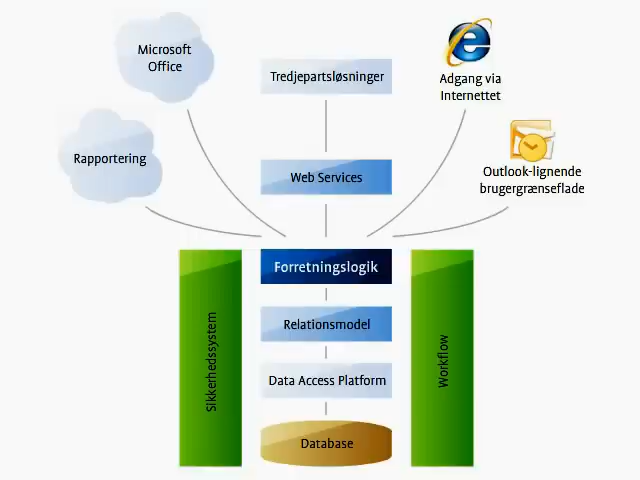 Microsoft
Office
Tredjepartsløsninger
Adgang via
Internettet
Rapportering
Web Services
Outlook-lignende
brugergrænseflade
Forretningslogik
Relationsmodel
Data Access Platform
Database
Sikkerhedssystem
Workflow